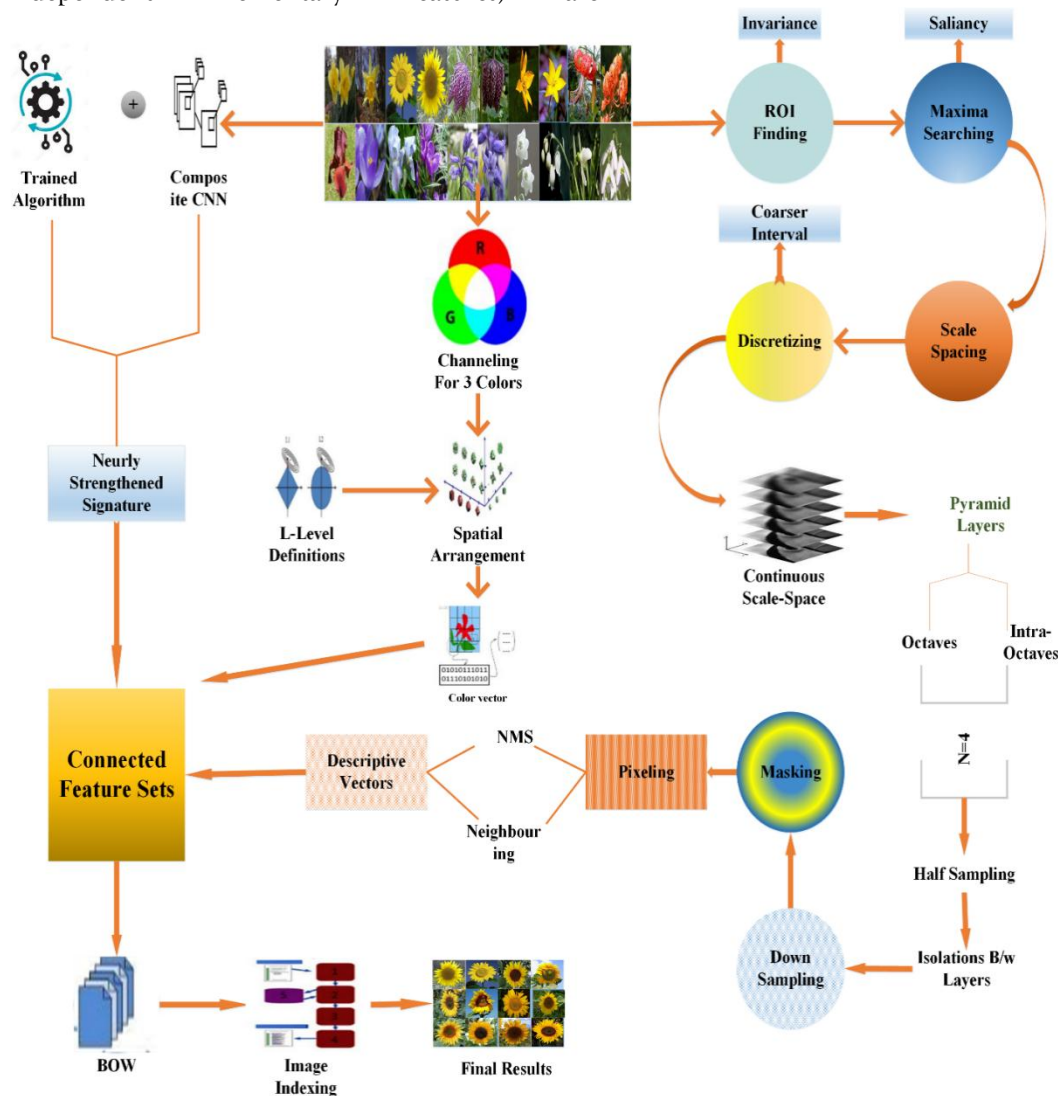 Invariance
Saliancy
ROI
Finding
Maxima
Searching
+
Trained
Algorithm
Compos
ite CNN
Coarser
Interval
R
G
B
Discretizing
Scale
Spacing
Channeling
For 3 Colors
Neurly
Strengthened
Signature
L-Level
Definitions
Spatial
Arrangement
Pyramid
Layers
Continuous
Scale-Space
Octaves
Intra-
Octaves
01010111011
01110101010
Color vector
Connected
Feature Sets
Descriptive
Vectors
NMS
Neighbour
ing
Pixeling
Masking
N=4
Half Sampling
Down
Sampling
Isolations B/w
Layers
BOW
Image
Indexing
Final Results